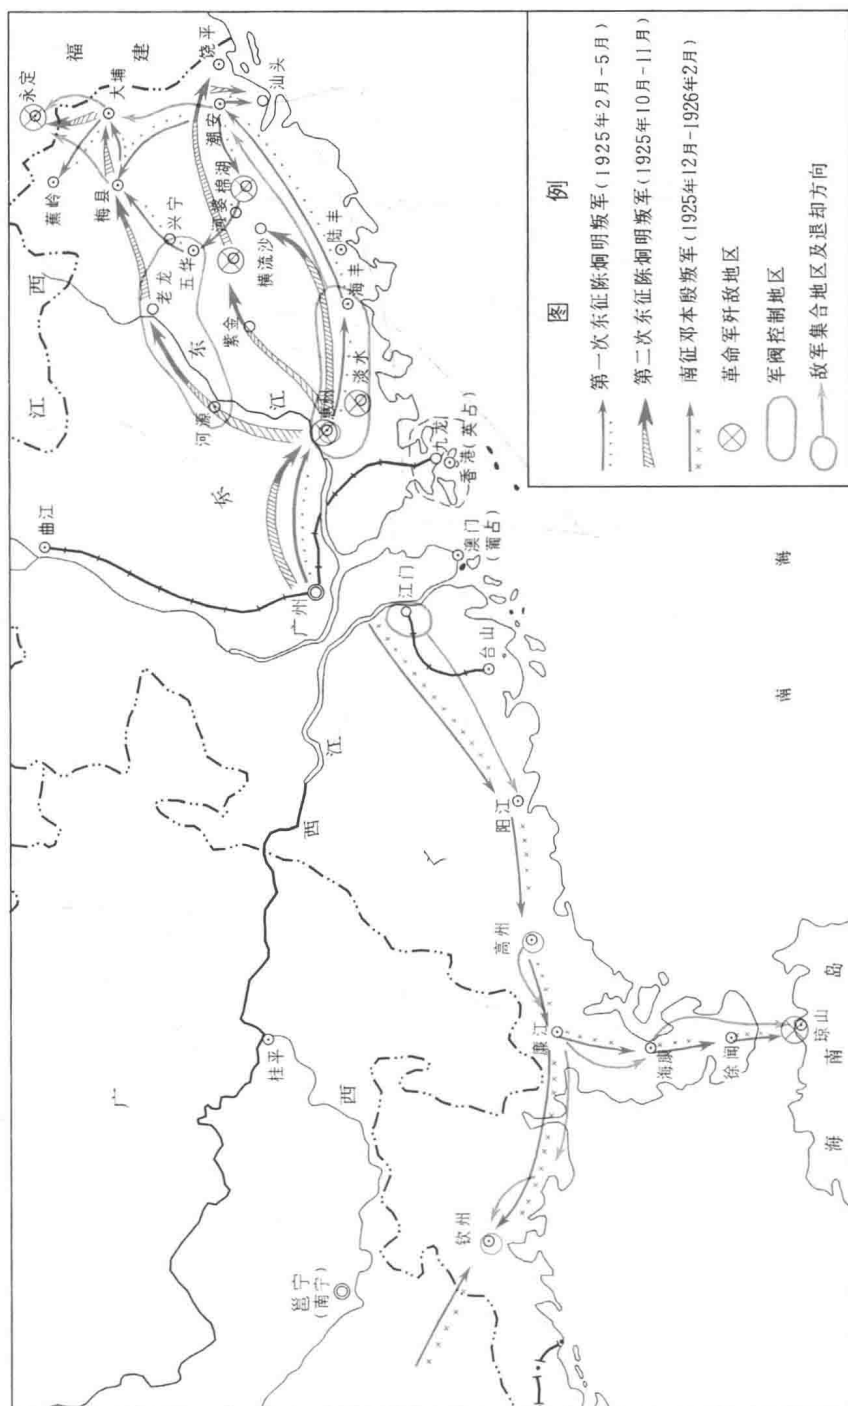 图 例
第一次东征陈炯明叛军(1925年2月-5月)
第二次东征陈炯明叛军(1925年10月-11月)
南征邓本殷叛军(1925年12月-1926年2月)
革命军歼敌地区
军阀控制地区
敌军集合地区及退却方向
福 建
江 西
广 东
广 西
永定
大埔
饶平
汕头
潮安
蕉岭
梅县
兴宁
五华
棉湖
横流沙
陆丰
海丰
老龙
紫金
河源
东 江
惠州
淡水
九龙
香港(英占)
曲江
广州
澳门
(葡占)
江门
台山
西 江
阳江
高州
廉江
海康
徐闻
琼山
海 南 岛
南 海
桂平
钦州
邕宁
(南宁)